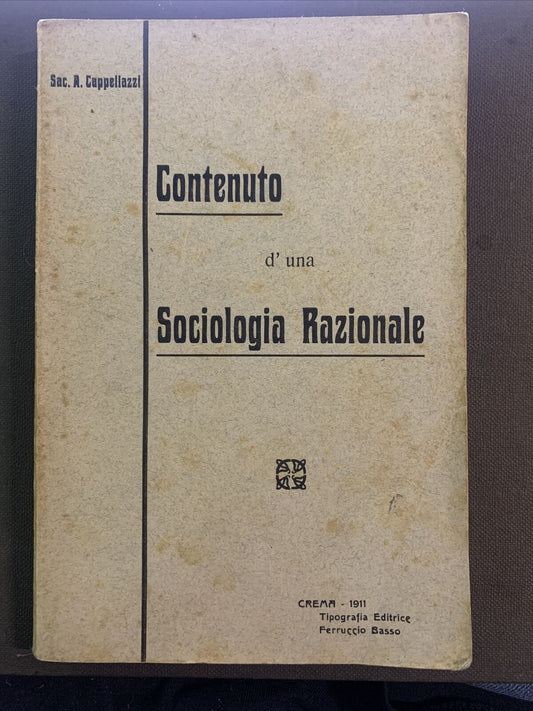 Sac. A. Cappellazzi
Contenuto
d' una
Sociologia Razionale
CREMA - 1911
Tipografia Editrice
Ferruccio Basso